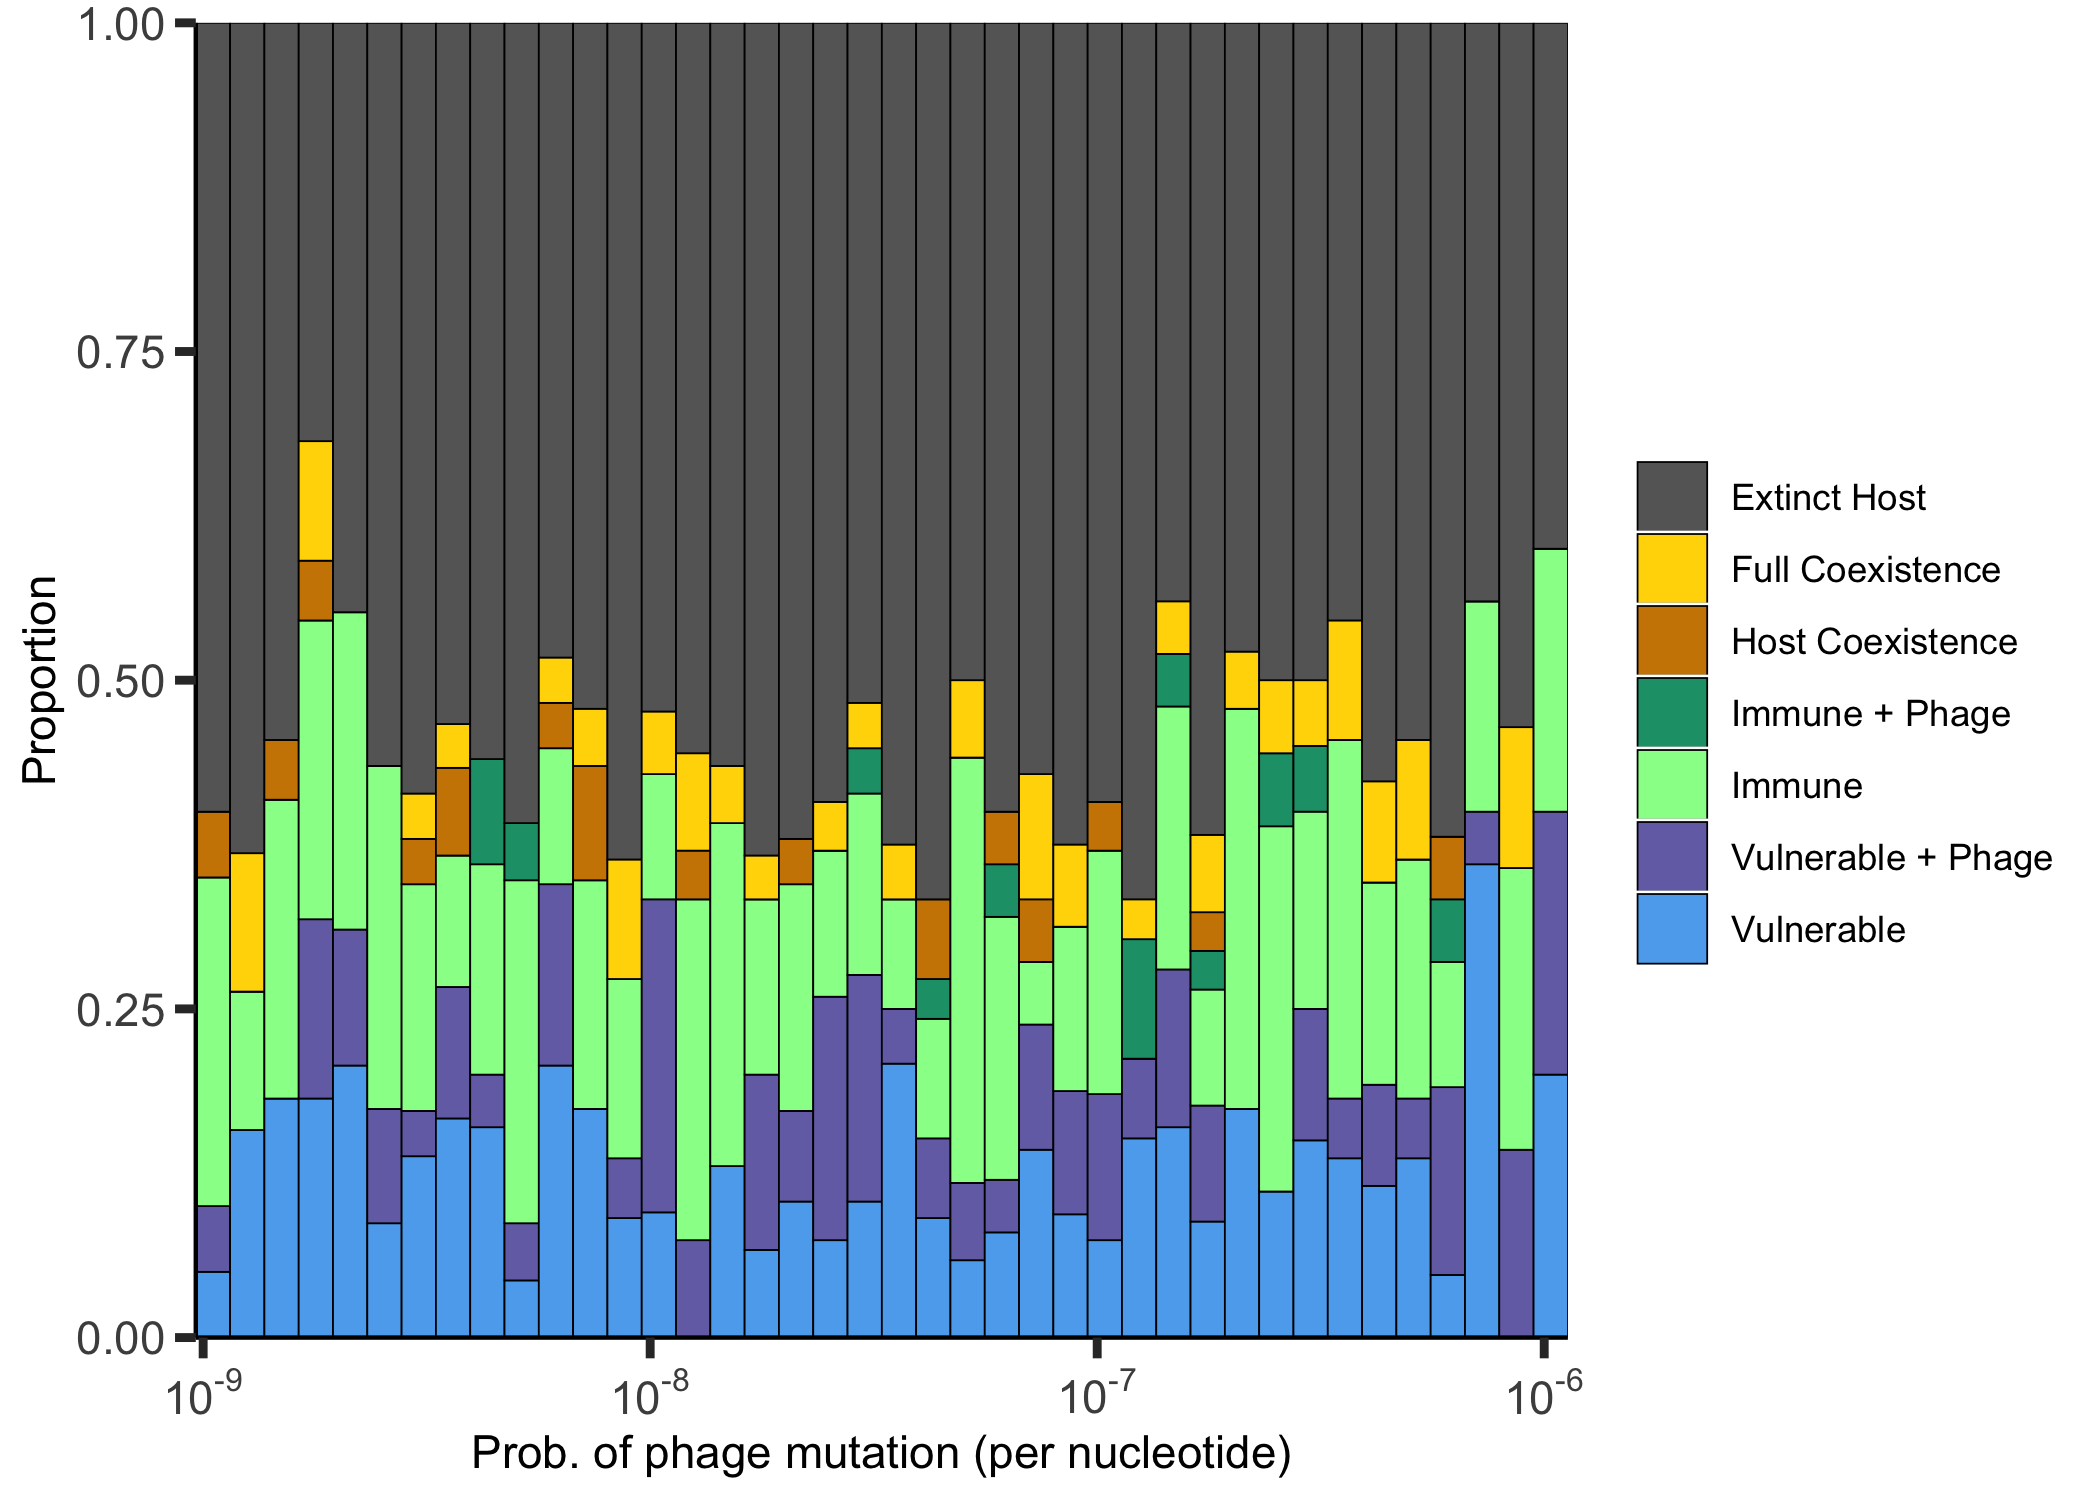 1.00
0.75
0.50
0.25
0.00
Proportion
10-9
10-8
10-7
10-6
Prob. of phage mutation (per nucleotide)
Extinct Host
Full Coexistence
Host Coexistence
Immune + Phage
Immune
Vulnerable + Phage
Vulnerable